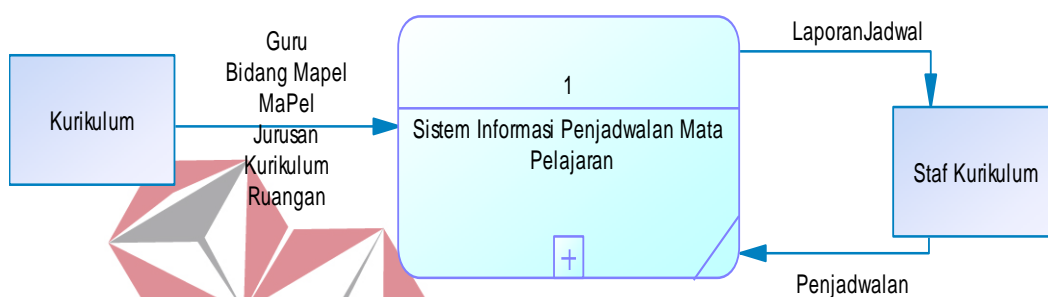 Kurikulum
Guru
Bidang Mapel
MaPel
Jurusan
Kurikulum
Ruangan
1
Sistem Informasi Penjadwalan Mata
Pelajaran
LaporanJadwal
Staf Kurikulum
Penjadwalan